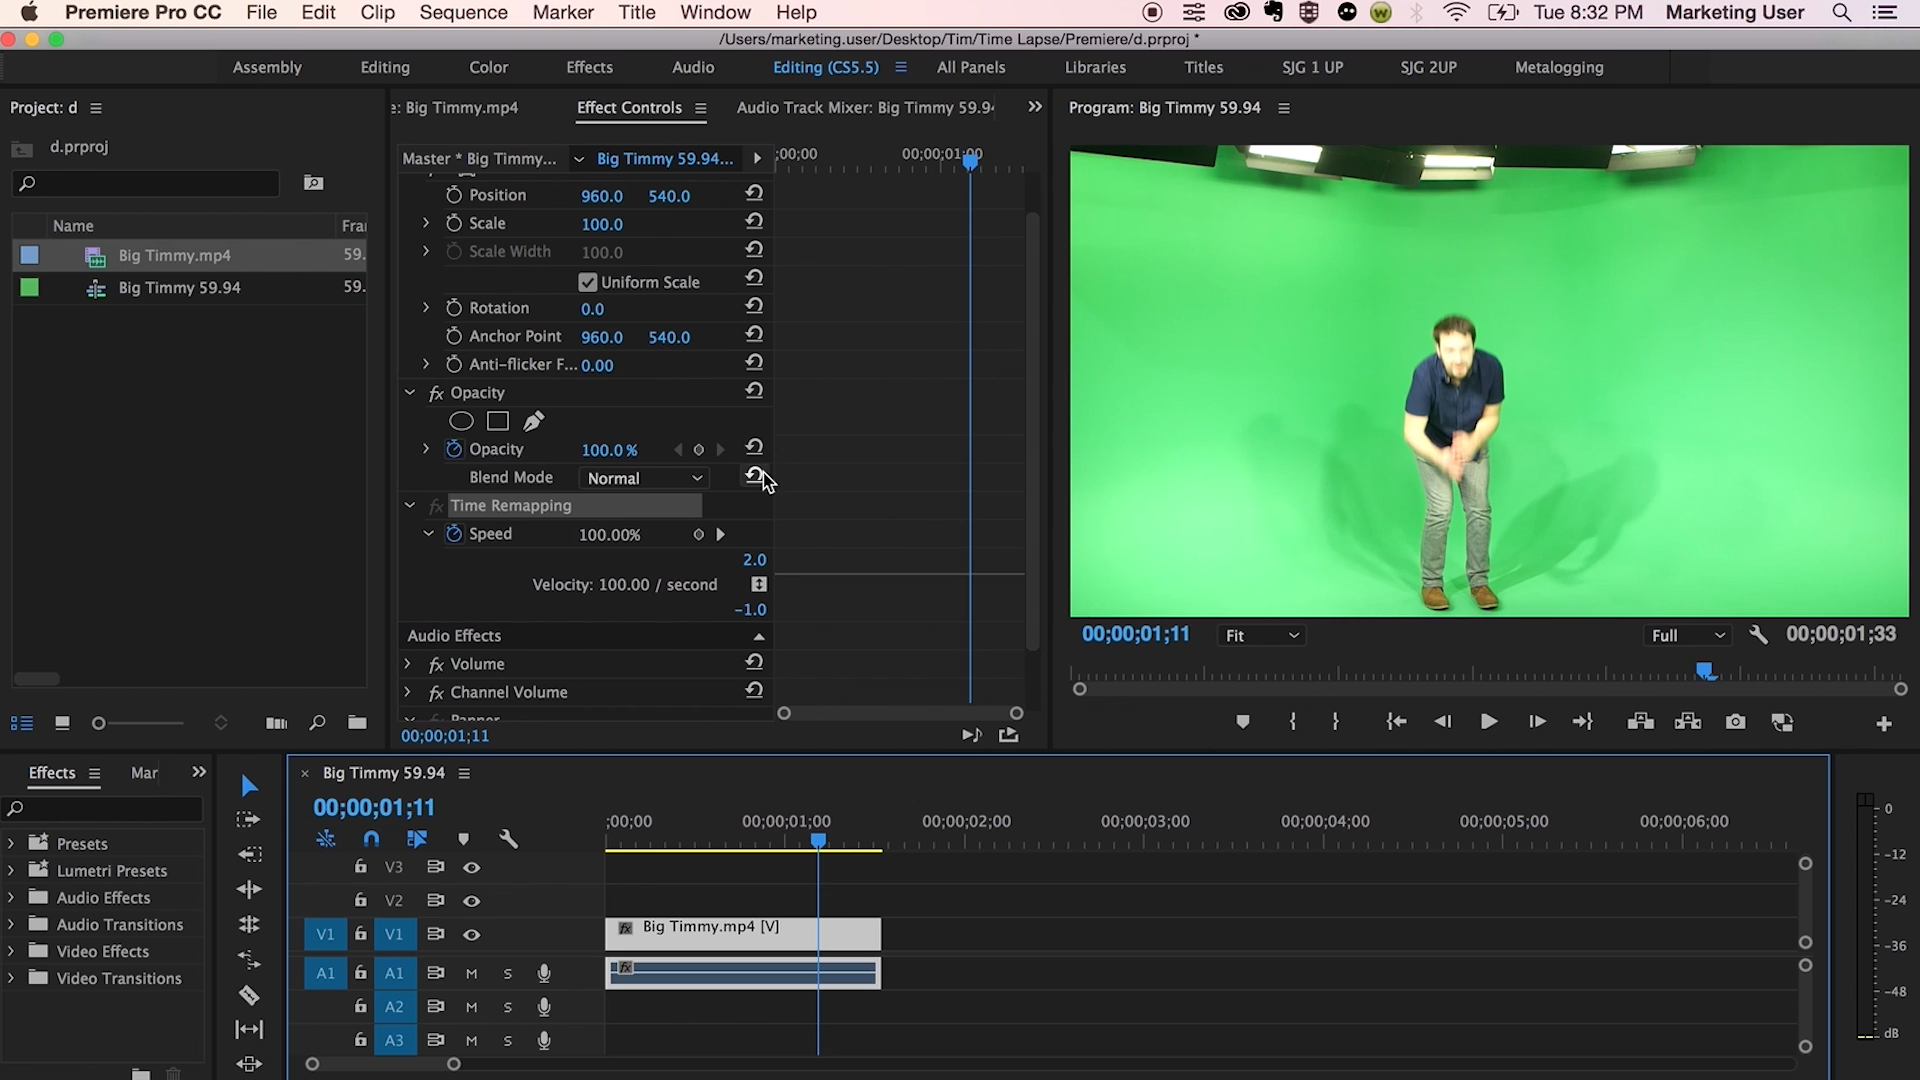 Premiere Pro CC File Edit Clip Sequence Marker Title Window Help Tue 8:32 PM Marketing User
/Users/marketing.user/Desktop/Tim/Time Lapse/Premiere/d.prproj *
Assembly Editing Color Effects Audio Editing (CS5.5) All Panels Libraries Titles SJG 1 UP SJG 2UP Metalogging
Project: d
d.prproj
Name Fra
Big Timmy.mp4 59.
Big Timmy 59.94 59.
e: Big Timmy.mp4 Effect Controls Audio Track Mixer: Big Timmy 59.94
Master * Big Timmy... Big Timmy 59.94... ;00;00 00;00;01;00
Position 960.0 540.0
Scale 100.0
Scale Width 100.0
Uniform Scale
Rotation 0.0
Anchor Point 960.0 540.0
Anti-flicker F... 0.00
fx Opacity
Opacity 100.0 %
Blend Mode Normal
fx Time Remapping
Speed 100.00%
2.0
Velocity: 100.00 / second
-1.0
Audio Effects
fx Volume
fx Channel Volume
Panner
00;00;01;11
Program: Big Timmy 59.94
00;00;01;11 Fit Full 00;00;01;33
Effects Mar
Presets
Lumetri Presets
Audio Effects
Audio Transitions
Video Effects
Video Transitions
× Big Timmy 59.94
00;00;01;11
;00;00 00;00;01;00 00;00;02;00 00;00;03;00 00;00;04;00 00;00;05;00 00;00;06;00
V3
V2
V1 V1 fx Big Timmy.mp4 [V]
A1 A1 M S fx
A2 M S
A3 M S
0
-12
-24
-36
-48
dB